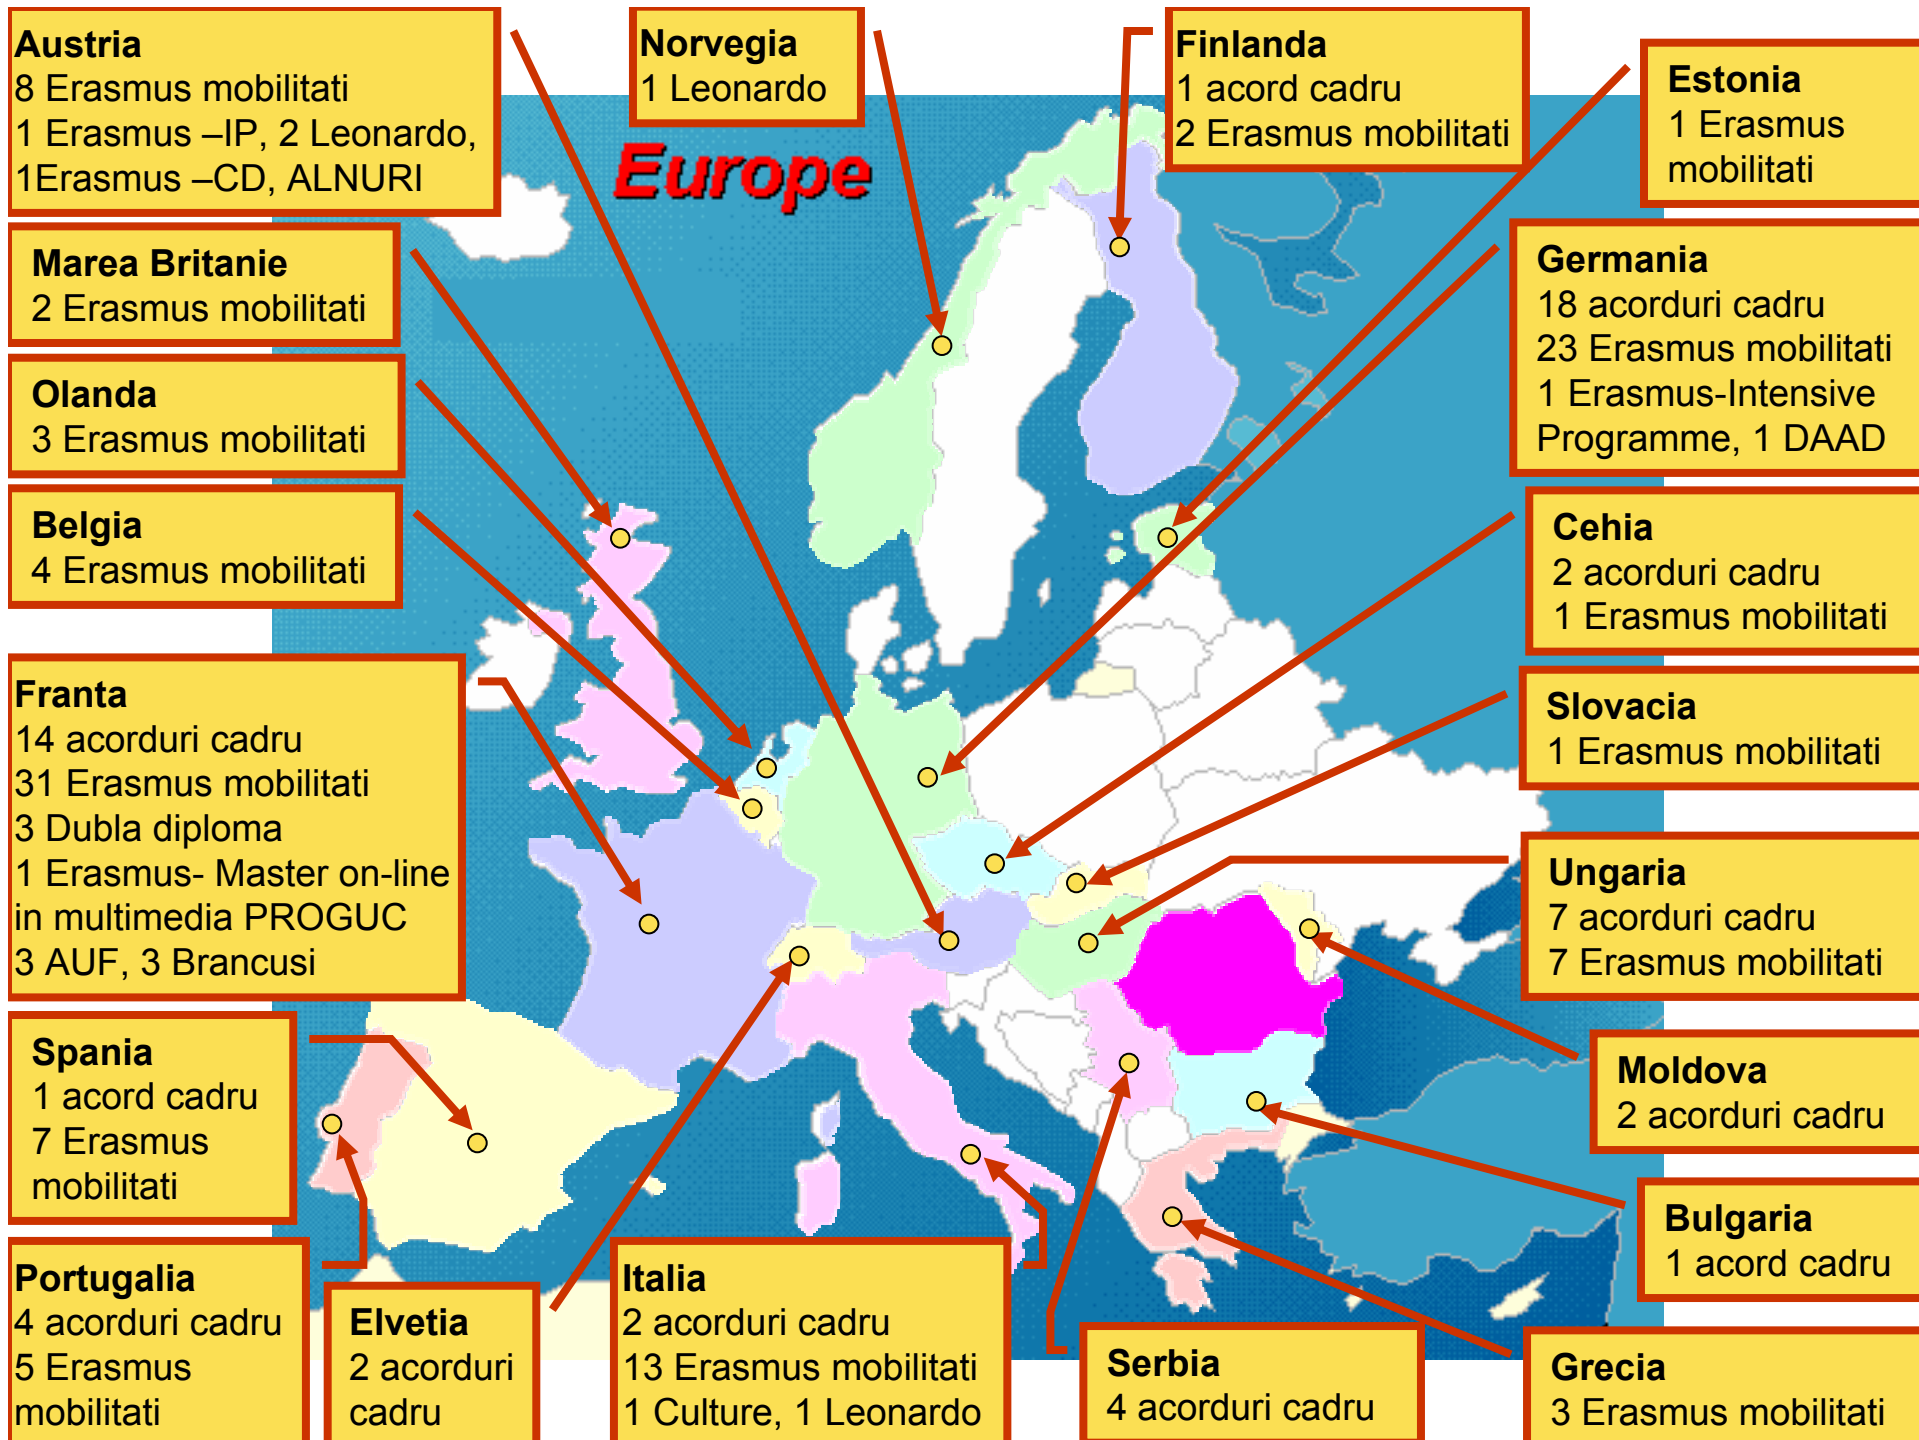 Austria
8 Erasmus mobilitati
1 Erasmus –IP, 2 Leonardo,
1Erasmus –CD, ALNURI
Norvegia
1 Leonardo
Finlanda
1 acord cadru
2 Erasmus mobilitati
Estonia
1 Erasmus
mobilitati
Europe
Marea Britanie
2 Erasmus mobilitati
Germania
18 acorduri cadru
23 Erasmus mobilitati
1 Erasmus-Intensive
Programme, 1 DAAD
Olanda
3 Erasmus mobilitati
Belgia
4 Erasmus mobilitati
Cehia
2 acorduri cadru
1 Erasmus mobilitati
Franta
14 acorduri cadru
31 Erasmus mobilitati
3 Dubla diploma
1 Erasmus- Master on-line
in multimedia PROGUC
3 AUF, 3 Brancusi
Slovacia
1 Erasmus mobilitati
Ungaria
7 acorduri cadru
7 Erasmus mobilitati
Spania
1 acord cadru
7 Erasmus
mobilitati
Moldova
2 acorduri cadru
Bulgaria
1 acord cadru
Portugalia
4 acorduri cadru
5 Erasmus
mobilitati
Elvetia
2 acorduri
cadru
Italia
2 acorduri cadru
13 Erasmus mobilitati
1 Culture, 1 Leonardo
Serbia
4 acorduri cadru
Grecia
3 Erasmus mobilitati